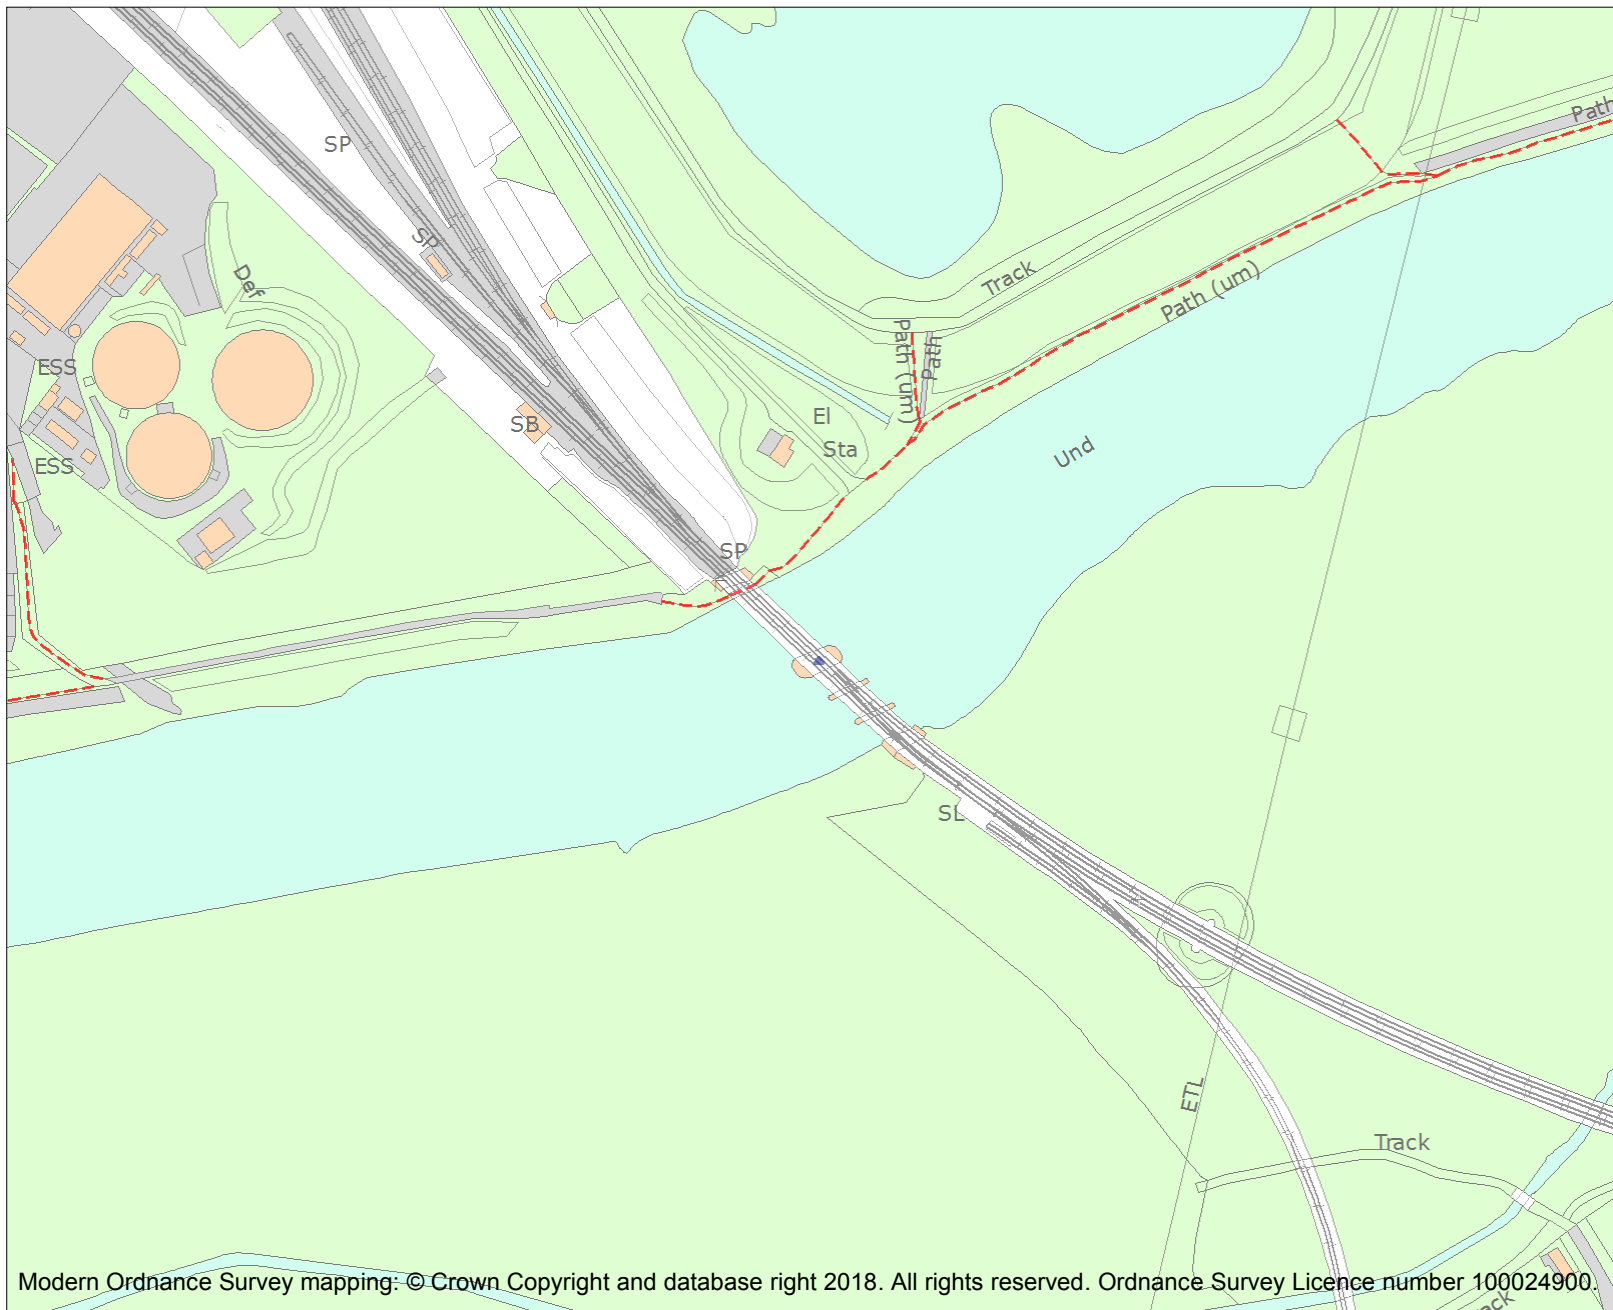 Path
SP
SP
Def
Track
Path (um)
Path (um)
Path
ESS
El
Sta
SB
Und
ESS
SP
SL
ETL
Track
Modern Ordnance Survey mapping: © Crown Copyright and database right 2018. All rights reserved. Ordnance Survey Licence number 100024900.
ack